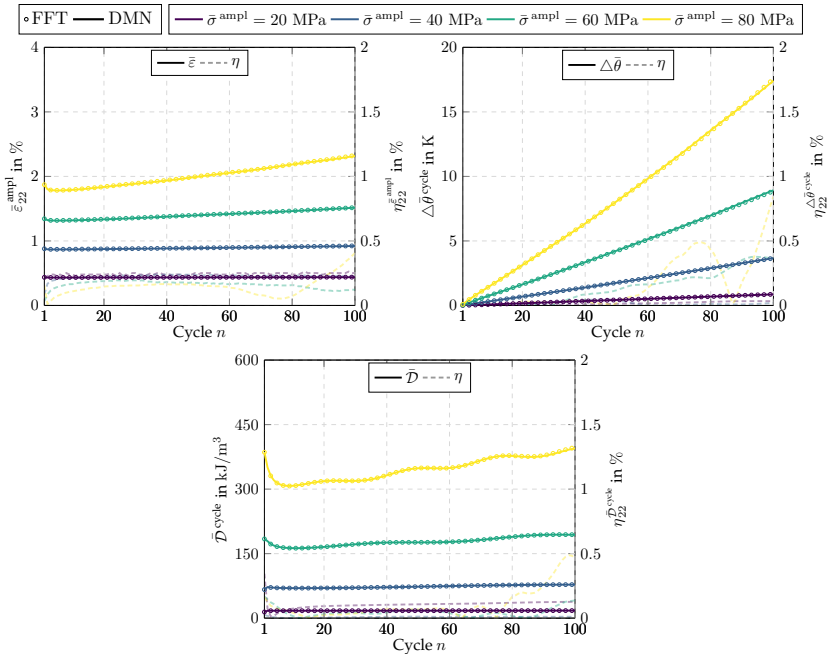 FFT DMN σ̄ ampl = 20 MPa σ̄ ampl = 40 MPa σ̄ ampl = 60 MPa σ̄ ampl = 80 MPa
ε̄ η
4
3
2
1
0
2
1.5
1
0.5
0
1 20 40 60 80 100
Cycle n
ε̄ ampl 22 in %
η ε̄ ampl 22 in %
△θ̄ η
20
15
10
5
0
2
1.5
1
0.5
0
1 20 40 60 80 100
Cycle n
△θ̄ cycle in K
η △θ̄ cycle 22 in %
D̄ η
600
450
300
150
0
2
1.5
1
0.5
0
1 20 40 60 80 100
Cycle n
D̄ cycle in kJ/m³
η D̄ cycle 22 in %